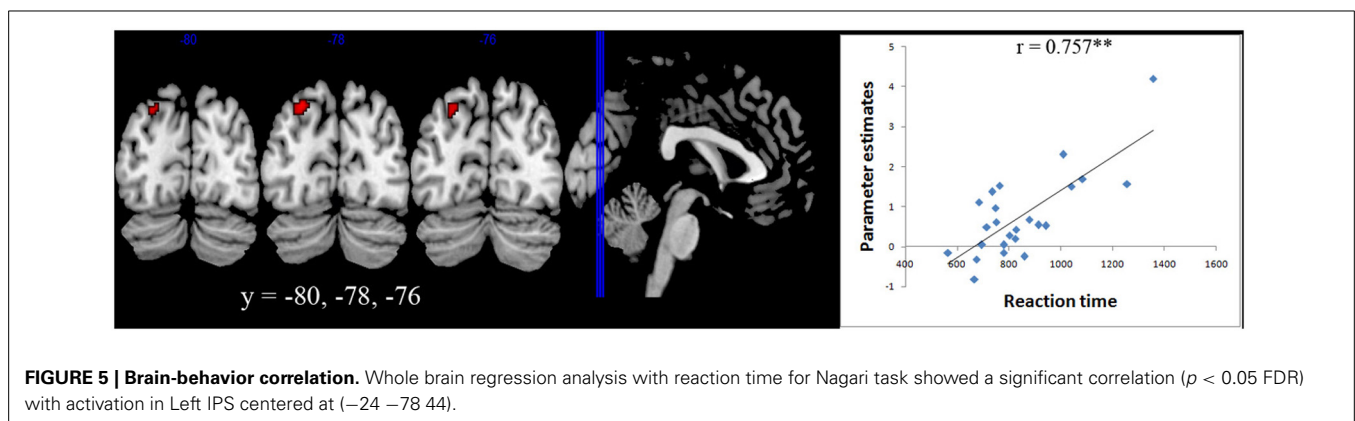 -80 -78 -76
y = -80, -78, -76
r = 0.757**
5
4
3
2
1
0
-1
400 600 800 1000 1200 1400 1600
Parameter estimates
Reaction time
FIGURE 5 | Brain-behavior correlation. Whole brain regression analysis with reaction time for Nagari task showed a significant correlation (p < 0.05 FDR)
with activation in Left IPS centered at (−24 −78 44).